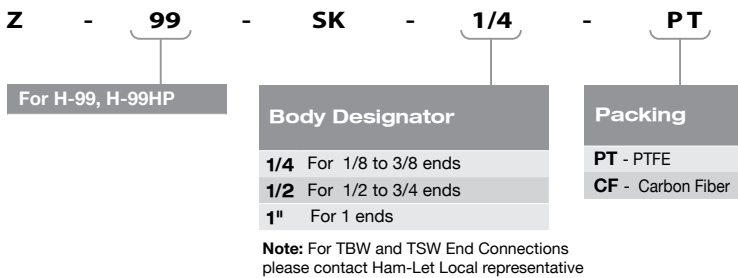 Z - 99 - SK - 1/4 - PT
For H-99, H-99HP
Body Designator
1/4 For 1/8 to 3/8 ends
1/2 For 1/2 to 3/4 ends
1" For 1 ends
Note: For TBW and TSW End Connections
please contact Ham-Let Local representative
Packing
PT - PTFE
CF - Carbon Fiber